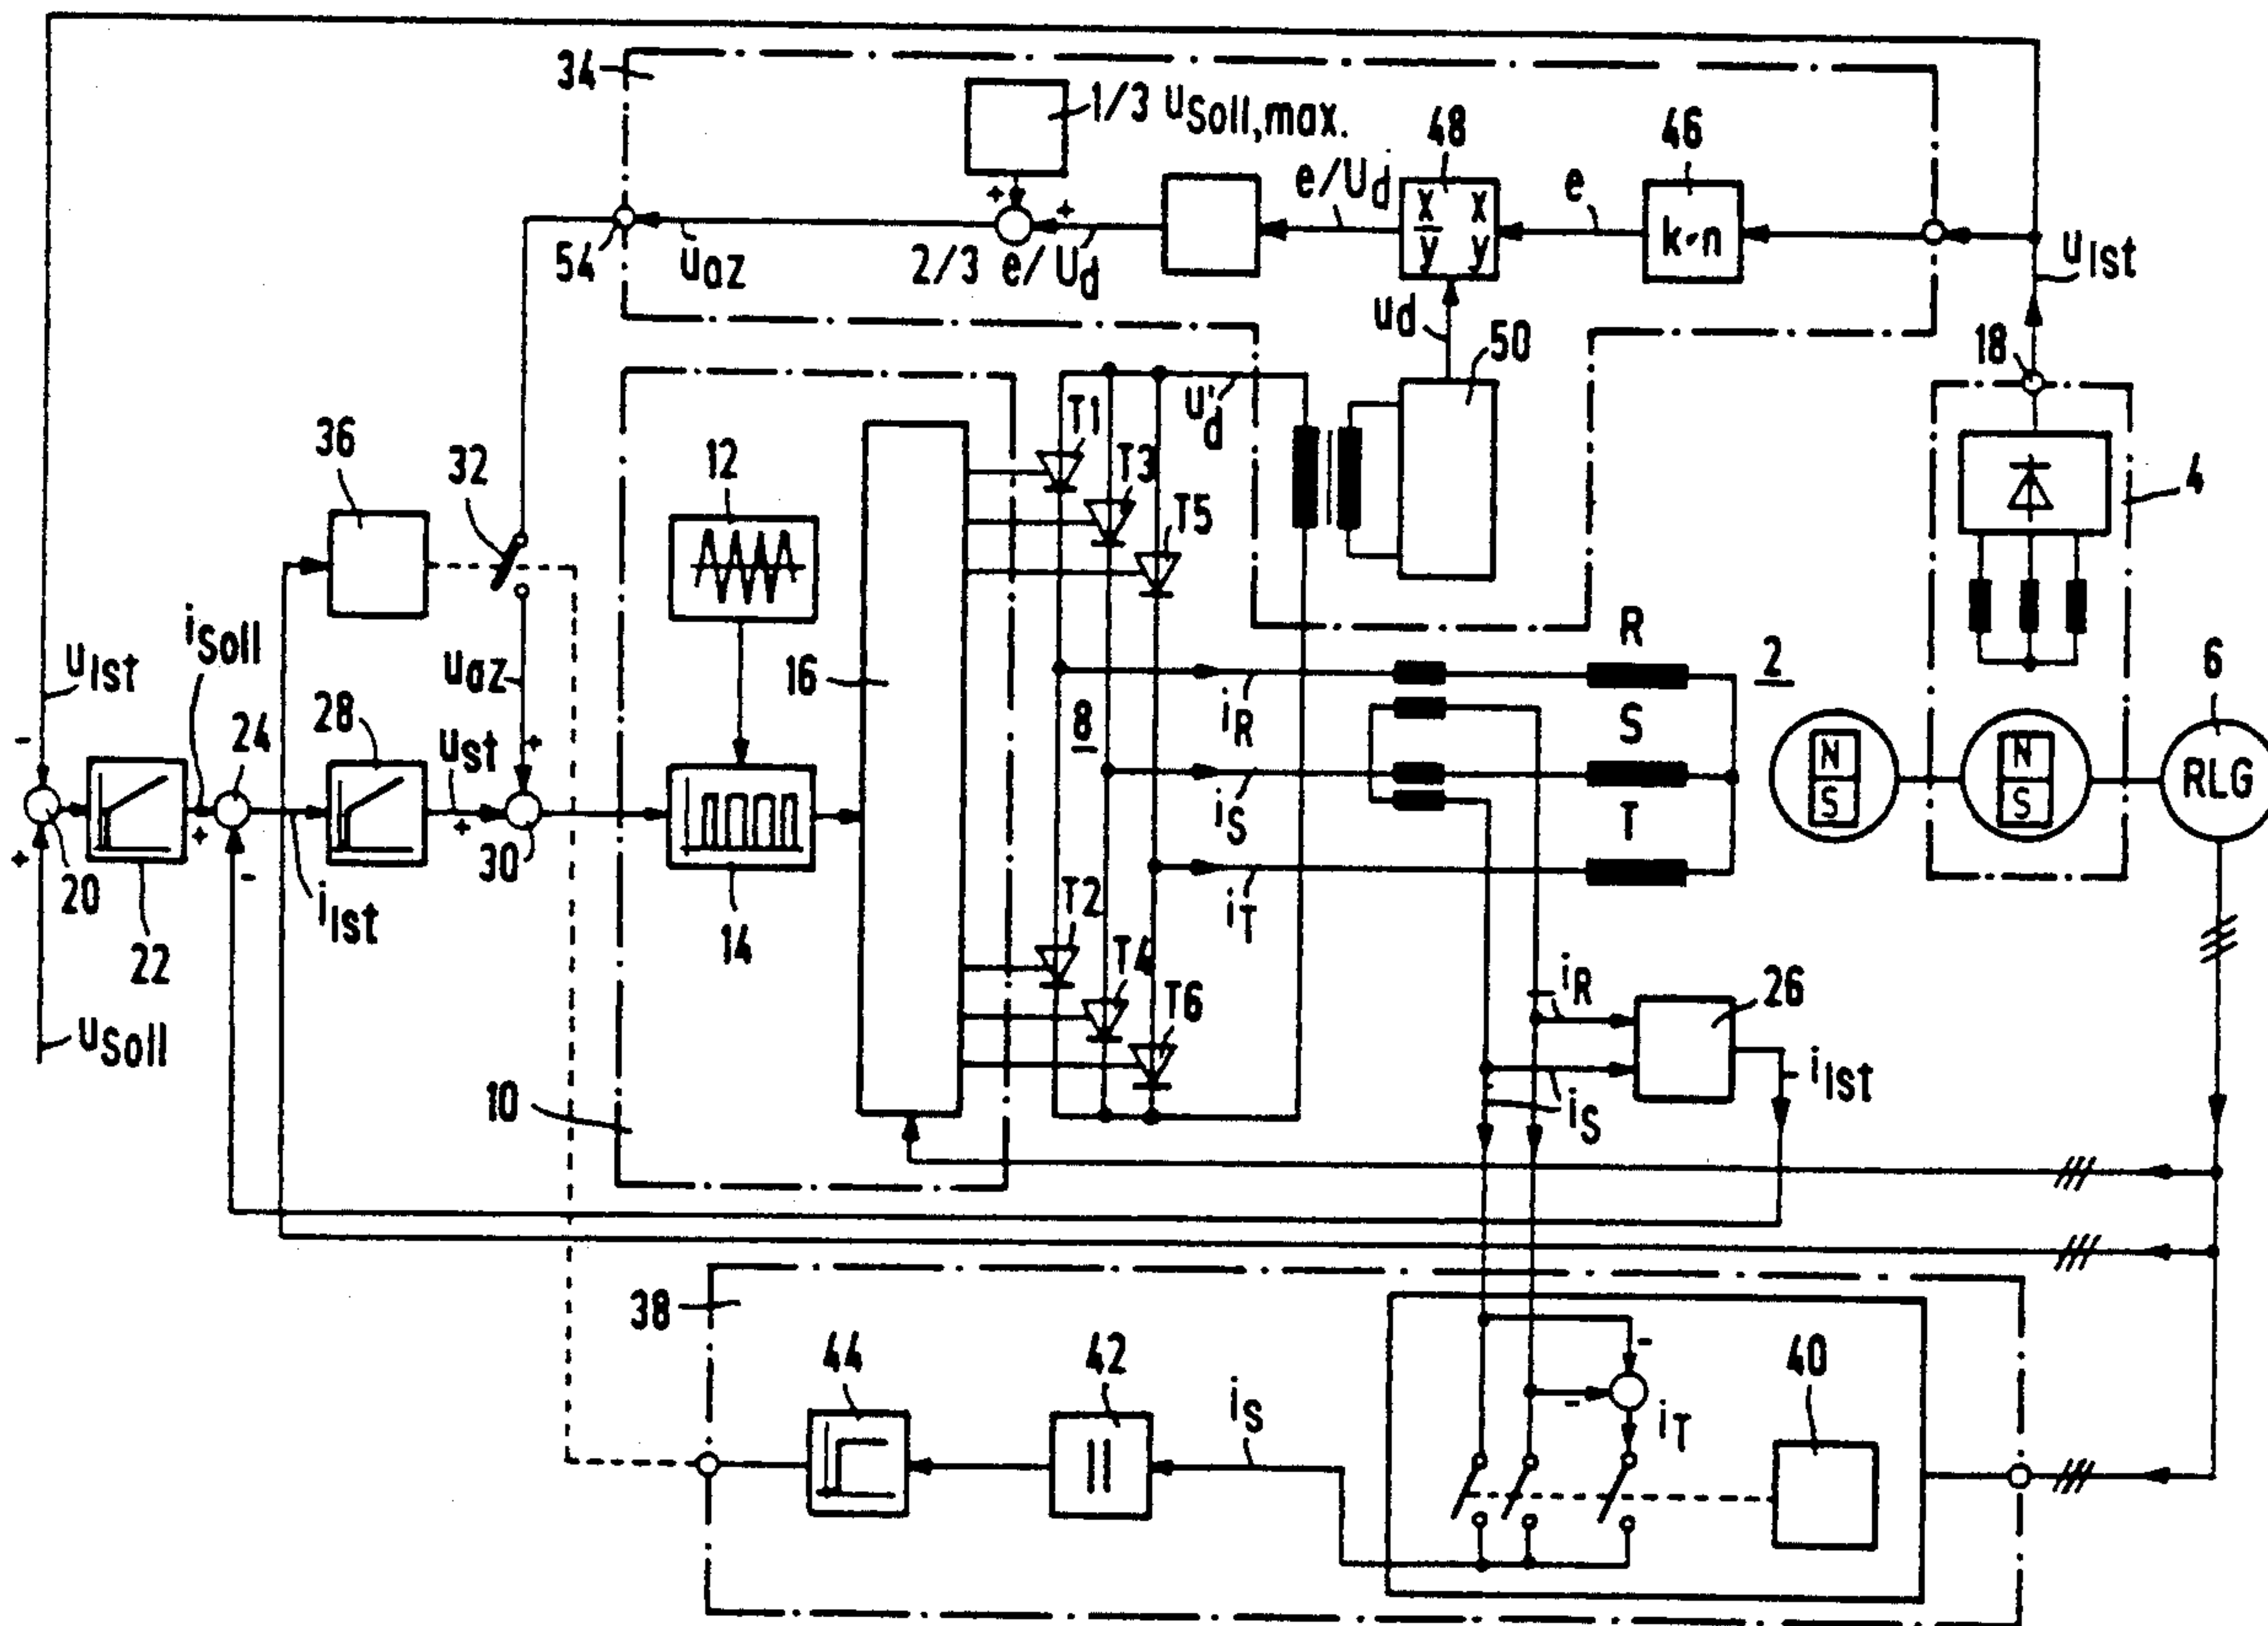 34
1/3 uSoll,max.
48
46
e/Ud
e
x x
y y
k·n
54
uaz
2/3 e/Ud
uIst
ud
50
18
36
32
12
T1
u'd
T3
T5
4
iSoll
uIst
uaz
16
R
2
6
28
24
ust
8
iR
S
N
S
N
S
RLG
- 
+
+
-
+
+
30
20
iIst
22
14
iS
T
iT
T2
T4
T6
iR
26
uSoll
10
iS
iIst
38
44
42
iS
-
-
iT
40
+
+